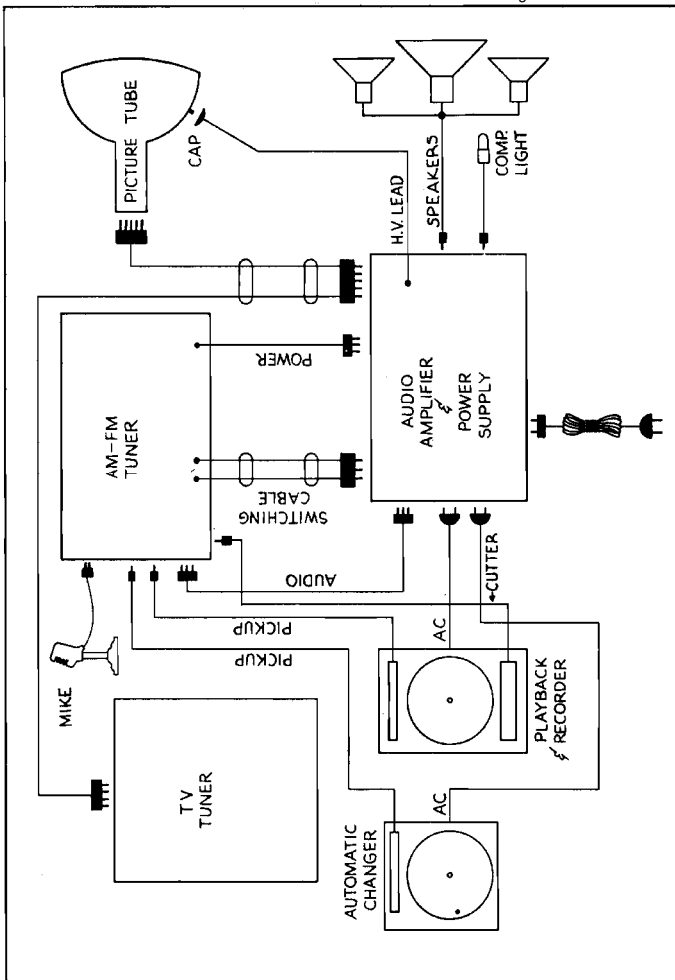 PICTURE TUBE
CAP
H.V. LEAD
SPEAKERS
COMP.
LIGHT
POWER
AM-FM
TUNER
SWITCHING
CABLE
AUDIO
AMPLIFIER
&
POWER
SUPPLY
AUDIO
MIKE
PICKUP
PICKUP
AC
CUTTER
TV
TUNER
PLAYBACK
& RECORDER
AC
AUTOMATIC
CHANGER